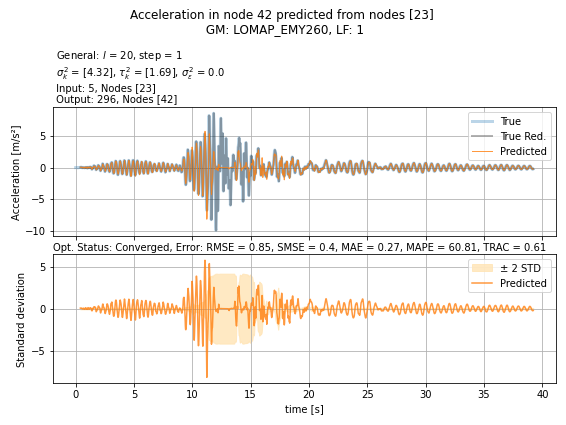 Acceleration in node 42 predicted from nodes [23]
GM: LOMAP_EMY260, LF: 1
General: l = 20, step = 1
σ_k^2 = [4.32], τ_k^2 = [1.69], σ_ε^2 = 0.0
Input: 5, Nodes [23]
Output: 296, Nodes [42]
True
True Red.
Predicted
Acceleration [m/s²]
5
0
−5
−10
Opt. Status: Converged, Error: RMSE = 0.85, SMSE = 0.4, MAE = 0.27, MAPE = 60.81, TRAC = 0.61
± 2 STD
Predicted
Standard deviation
5
0
−5
0 5 10 15 20 25 30 35 40
time [s]